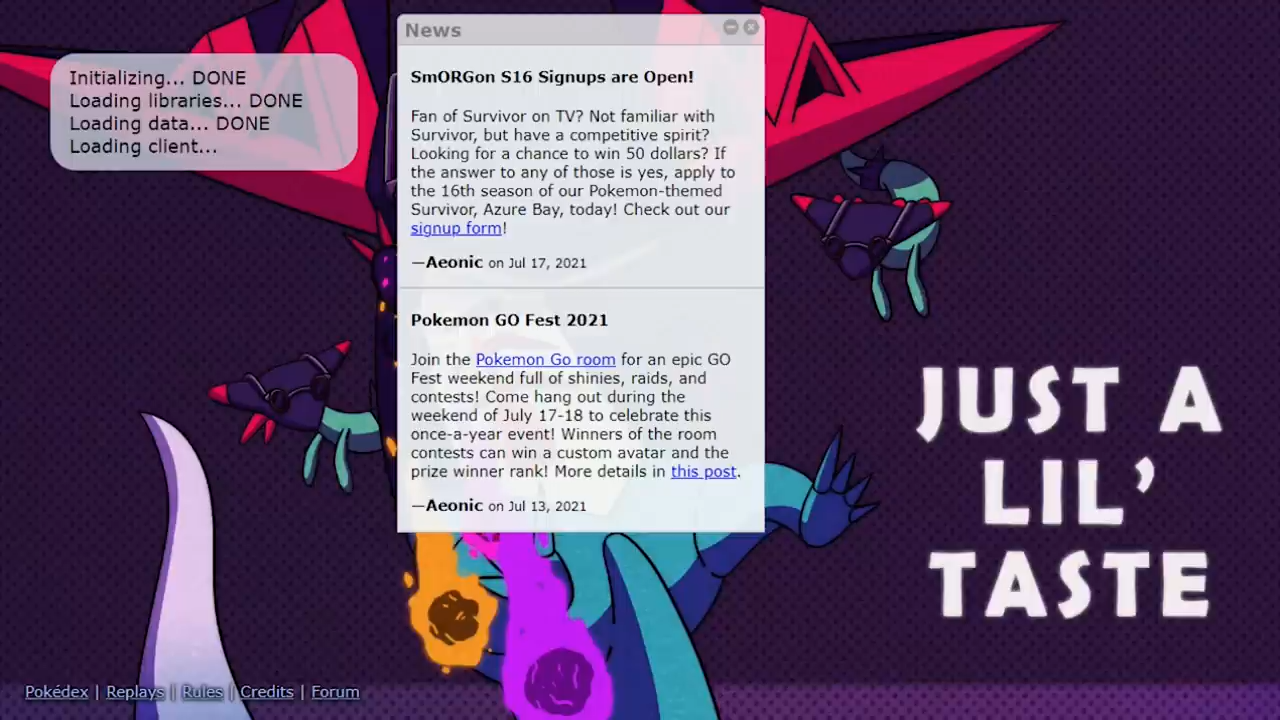 Initializing... DONE
Loading libraries... DONE
Loading data... DONE
Loading client...
News
SmORGon S16 Signups are Open!
Fan of Survivor on TV? Not familiar with
Survivor, but have a competitive spirit?
Looking for a chance to win 50 dollars? If
the answer to any of those is yes, apply to
the 16th season of our Pokemon-themed
Survivor, Azure Bay, today! Check out our
signup form!
—Aeonic on Jul 17, 2021
Pokemon GO Fest 2021
Join the Pokemon Go room for an epic GO
Fest weekend full of shinies, raids, and
contests! Come hang out during the
weekend of July 17-18 to celebrate this
once-a-year event! Winners of the room
contests can win a custom avatar and the
prize winner rank! More details in this post.
—Aeonic on Jul 13, 2021
JUST A
LIL'
TASTE
Pokédex | Replays | Rules | Credits | Forum